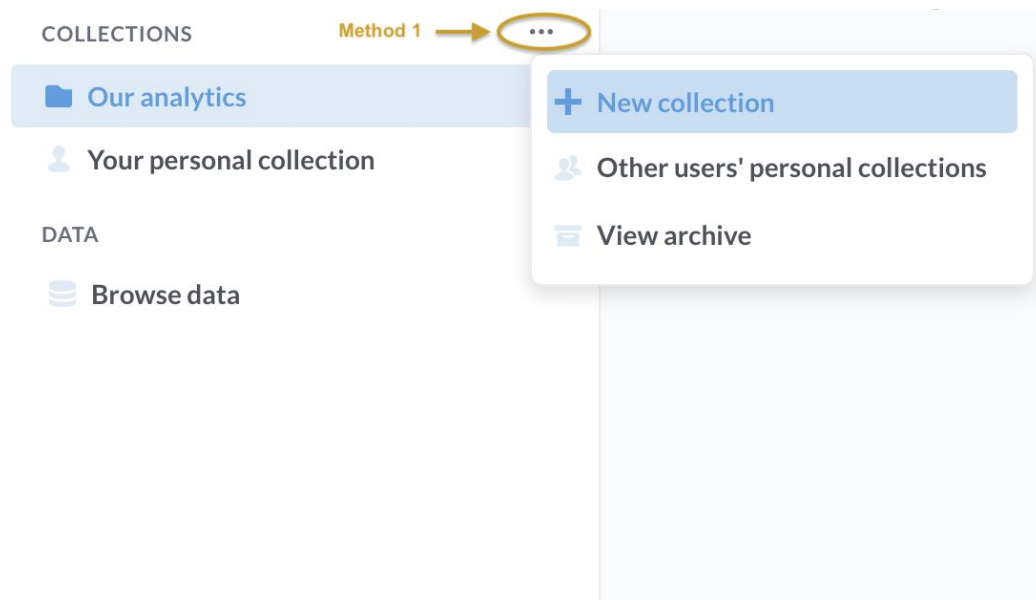 COLLECTIONS
Method 1
...
Our analytics
Your personal collection
DATA
Browse data
New collection
Other users' personal collections
View archive